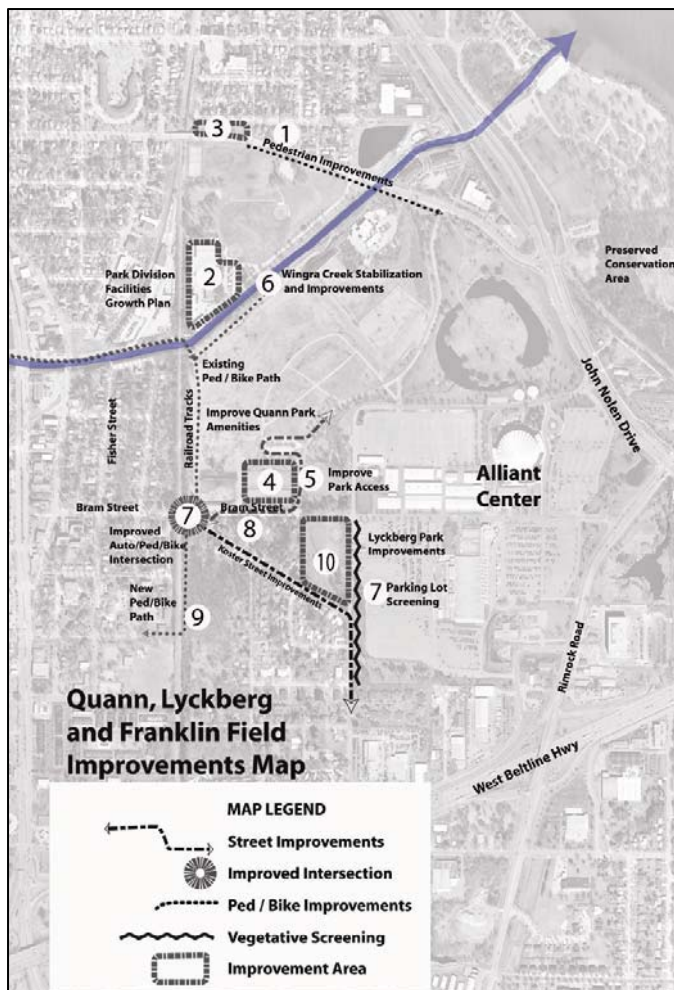 3
1
Pedestrian Improvements
2
Park Division
Facilities
Growth Plan
6
Wingra Creek Stabilization
and Improvements
Preserved
Conservation
Area
Existing
Ped / Bike Path
John Nolen Drive
Fisher Street
Railroad Tracks
Improve Quann Park
Amenities
4
5
Improve
Park Access
Alliant
Center
Bram Street
7
Bram Street
8
Improved
Auto/Ped/Bike
Intersection
Koster Street Improvements
10
Lyckberg Park
Improvements
7
Parking Lot
Screening
New
Ped/Bike
Path
9
Rimrock Road
West Beltline Hwy
Quann, Lyckberg
and Franklin Field
Improvements Map
MAP LEGEND
Street Improvements
Improved Intersection
Ped / Bike Improvements
Vegetative Screening
Improvement Area